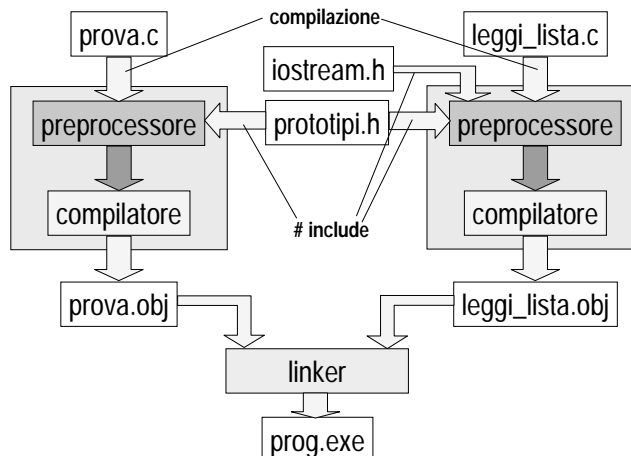 compilazione
prova.c
leggi_lista.c
iostream.h
preprocessore
prototipi.h
preprocessore
compilatore
# include
compilatore
prova.obj
leggi_lista.obj
linker
prog.exe